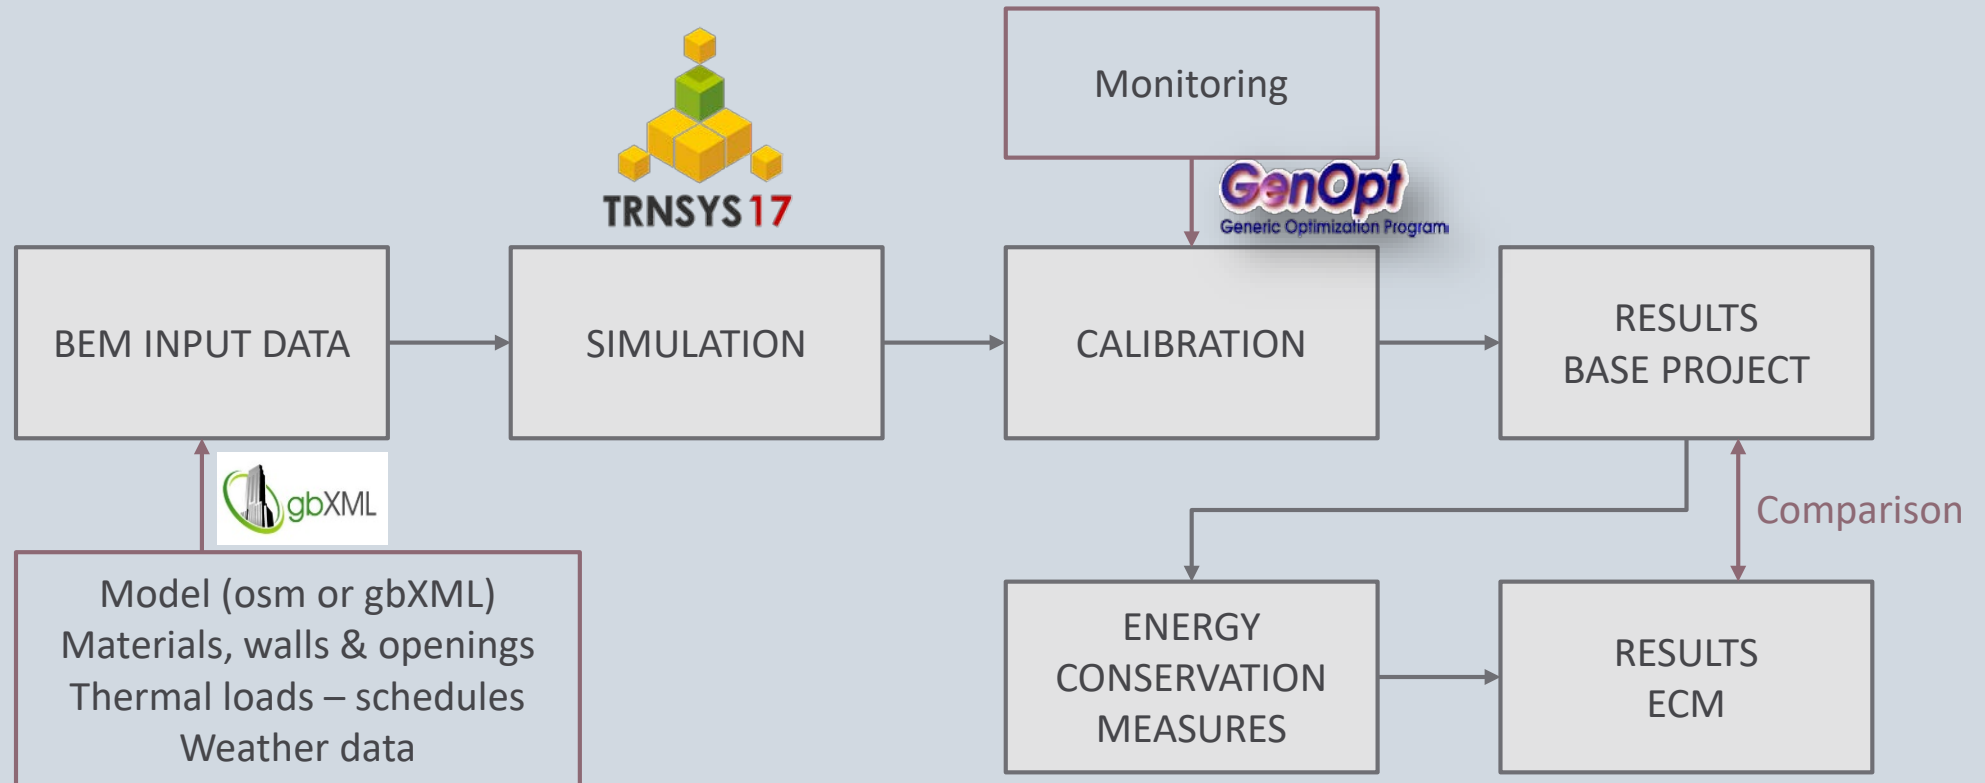 Monitoring
TRNSYS 17
GenOpt
Generic Optimization Program
BEM INPUT DATA
SIMULATION
CALIBRATION
RESULTS
BASE PROJECT
gbXML
Comparison
Model (osm or gbXML)
Materials, walls & openings
Thermal loads – schedules
Weather data
ENERGY
CONSERVATION
MEASURES
RESULTS
ECM